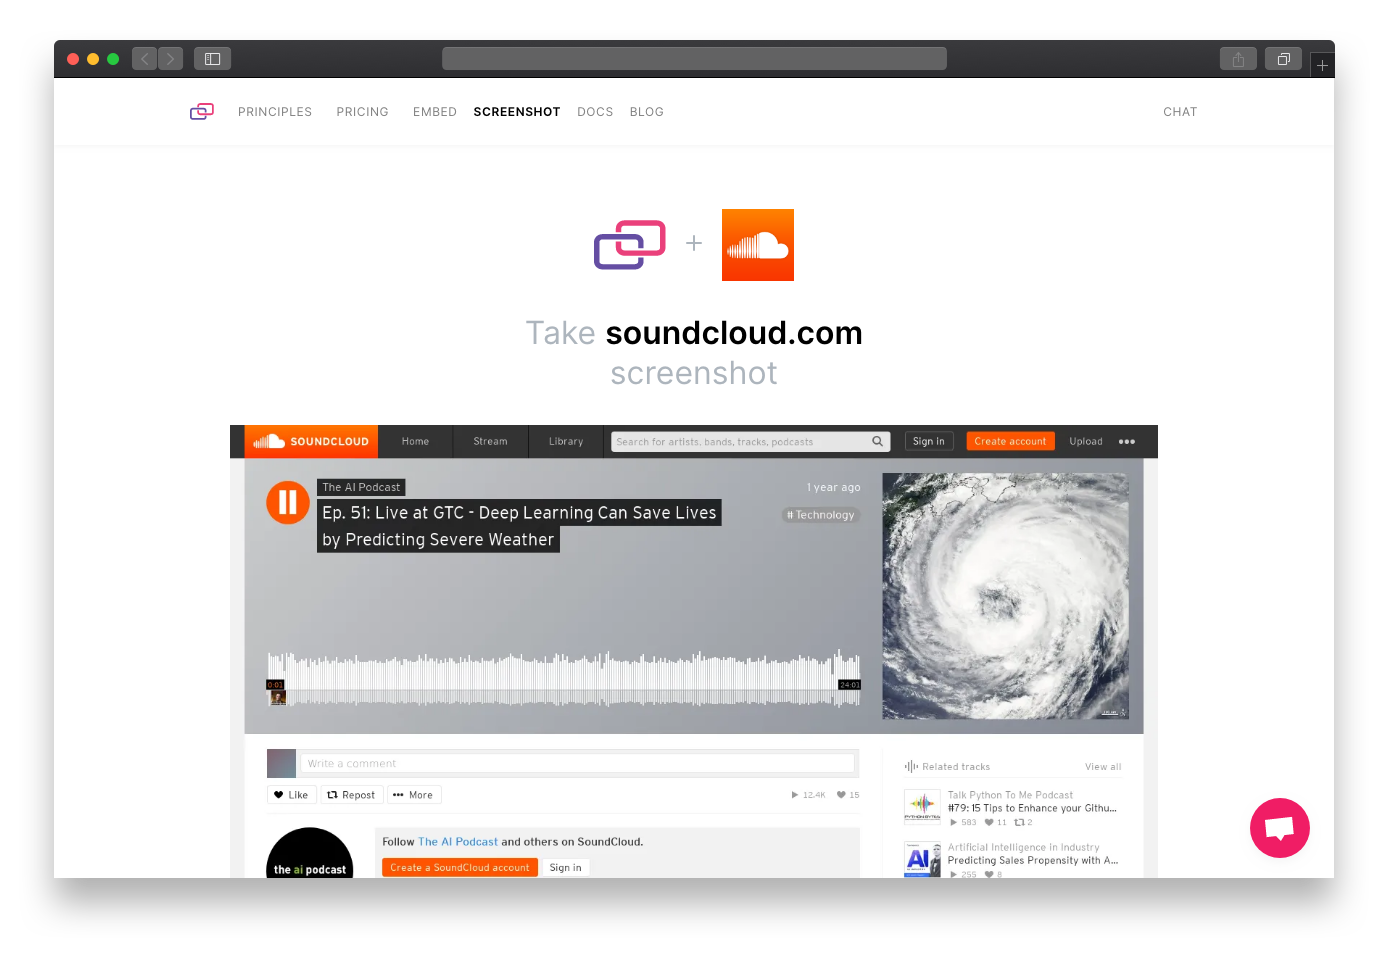 PRINCIPLES PRICING EMBED SCREENSHOT DOCS BLOG CHAT
+
Take soundcloud.com
screenshot
SOUNDCLOUD Home Stream Library Search for artists, bands, tracks, podcasts Sign in Create account Upload •••
The AI Podcast
1 year ago
Ep. 51: Live at GTC - Deep Learning Can Save Lives
by Predicting Severe Weather
# Technology
0:01
24:01
Write a comment
Like Repost ••• More 12.4K 15
Follow The AI Podcast and others on SoundCloud.
Create a SoundCloud account Sign in
the ai podcast
Related tracks View all
Talk Python To Me Podcast
#79: 15 Tips to Enhance your Githu...
583 11 2
Artificial Intelligence In Industry
Predicting Sales Propensity with A...
255 8
AI